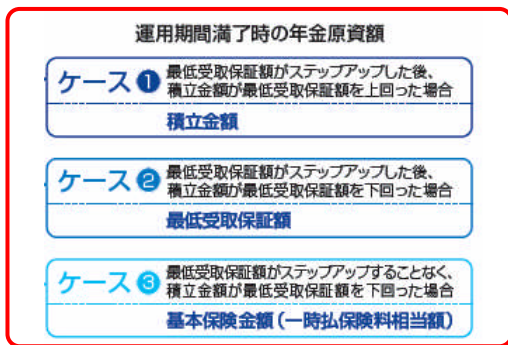 運用期間満了時の年金原資額
ケース❶ 最低受取保証額がステップアップした後、
積立金額が最低受取保証額を上回った場合
積立金額
ケース❷ 最低受取保証額がステップアップした後、
積立金額が最低受取保証額を下回った場合
最低受取保証額
ケース❸ 最低受取保証額がステップアップすることなく、
積立金額が最低受取保証額を下回った場合
基本保険金額(一時払保険料相当額)